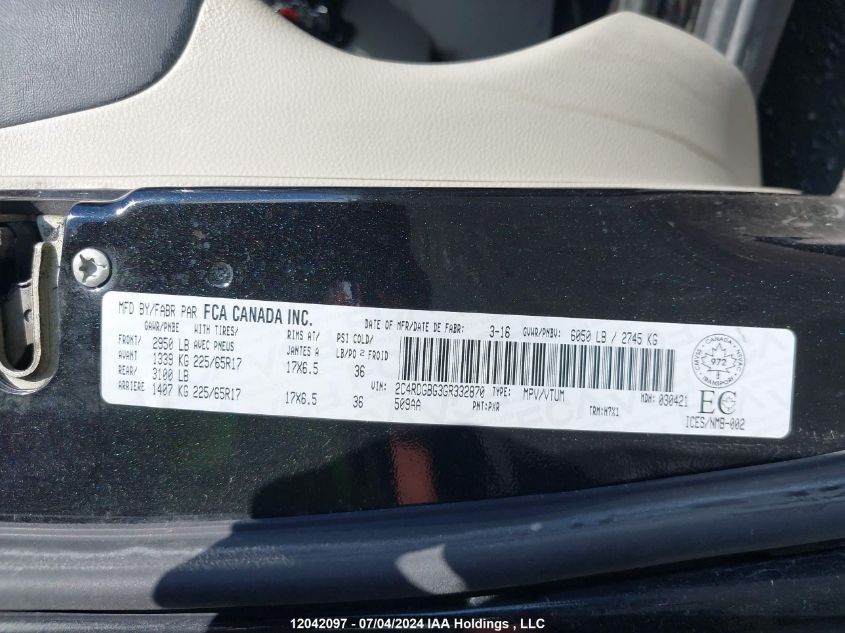 MFD BY/FABR PAR FCA CANADA INC.
DATE OF MFR/DATE DE FABR: 3-16 GVWR/PNBV: 6050 LB / 2745 KG
GAWR/PNBE WITH TIRES/ RIMS AT/ PSI COLD/
FRONT/ 2950 LB AVEC PNEUS JANTES A LB/PO 2 FROID
AVANT 1339 KG 225/65R17 17X6.5 36
REAR/ 3100 LB
ARRIERE 1407 KG 225/65R17 17X6.5 36
VIN: 2C4RDGBG3GR332870 TYPE: MPV/VTUM MDH: 030421
509AA PNT: PXR TRM: H7X1
CANADA
972
TRANSPORT
EC
ICES/NMB-002
12042097 - 07/04/2024 IAA Holdings , LLC